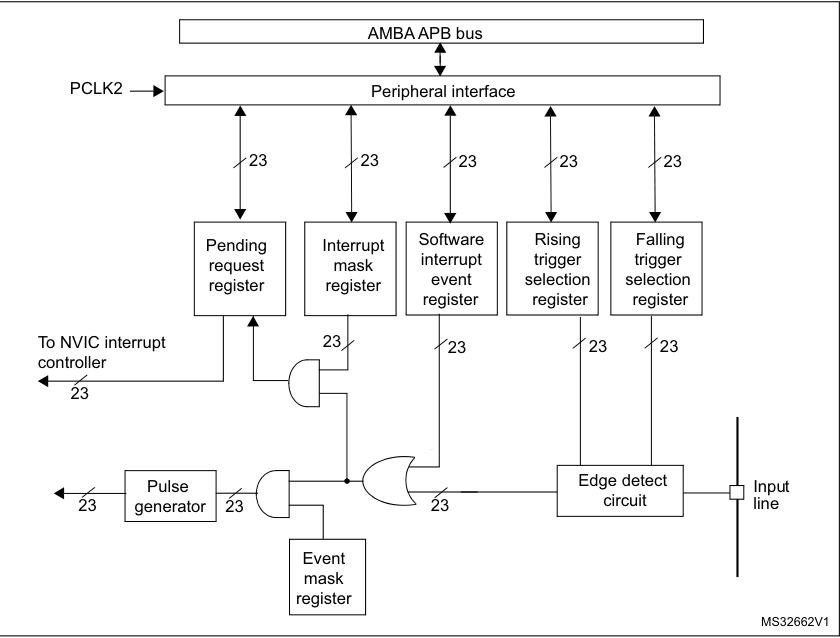 AMBA APB bus
PCLK2
Peripheral interface
23
23
23
23
23
Pending
request
register
Interrupt
mask
register
Software
interrupt
event
register
Rising
trigger
selection
register
Falling
trigger
selection
register
To NVIC interrupt
controller
23
23
23
23
23
Pulse
generator
Edge detect
circuit
Input
line
23
23
23
Event
mask
register
MS32662V1